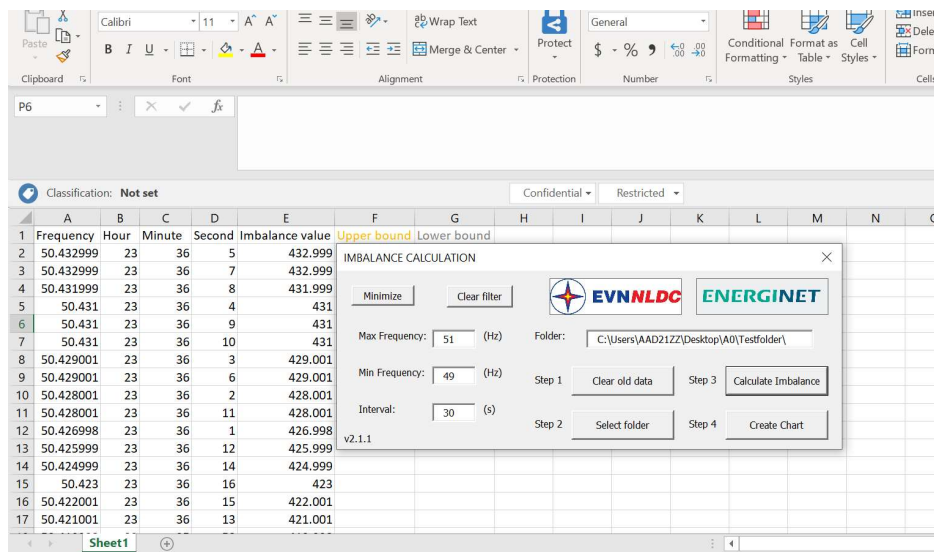 Calibri 11 A^ A˅ ab Wrap Text General Inser
Paste B I U A Merge & Center Protect $ % 9 .00 Conditional Format as Cell Dele
Formatting Table Styles Form
Clipboard Font Alignment Protection Number Styles Cells
P6 fx
Classification: Not set Confidential Restricted
A B C D E F G H I J K L M N
1 Frequency Hour Minute Second Imbalance value Upper bound Lower bound
2 50.432999 23 36 5 432.999
3 50.432999 23 36 7 432.999
4 50.431999 23 36 8 431.999
5 50.431 23 36 4 431
6 50.431 23 36 9 431
7 50.431 23 36 10 431
8 50.429001 23 36 3 429.001
9 50.429001 23 36 6 429.001
10 50.428001 23 36 2 428.001
11 50.428001 23 36 11 428.001
12 50.426998 23 36 1 426.998
13 50.425999 23 36 12 425.999
14 50.424999 23 36 14 424.999
15 50.423 23 36 16 423
16 50.422001 23 36 15 422.001
17 50.421001 23 36 13 421.001
Sheet1
IMBALANCE CALCULATION
Minimize Clear filter EVNNLDC ENERGINET
Max Frequency: 51 (Hz) Folder: C:\Users\AAD21ZZ\Desktop\A0\Testfolder\
Min Frequency: 49 (Hz) Step 1 Clear old data Step 3 Calculate Imbalance
Interval: 30 (s) Step 2 Select folder Step 4 Create Chart
v2.1.1